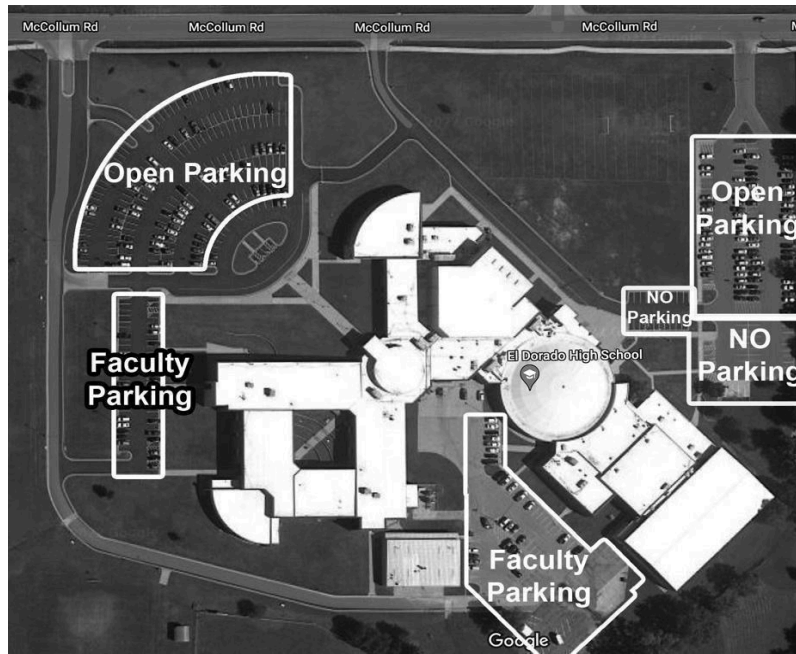 McCollum Rd
McCollum Rd
McCollum Rd
McCollum Rd
Open Parking
Open
Parking
NO
Parking
NO
Parking
El Dorado High School
Faculty
Parking
Faculty
Parking
Google